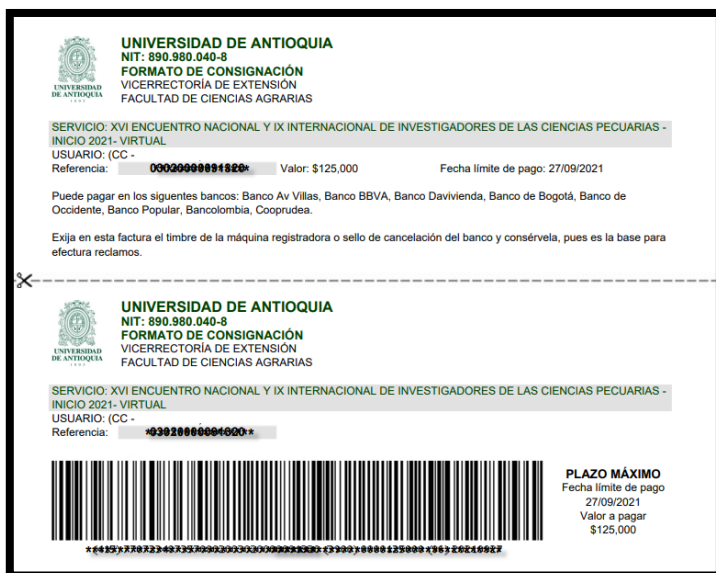 UNIVERSIDAD DE ANTIOQUIA
NIT: 890.980.040-8
FORMATO DE CONSIGNACIÓN
VICERRECTORÍA DE EXTENSIÓN
FACULTAD DE CIENCIAS AGRARIAS
UNIVERSIDAD
DE ANTIOQUIA
SERVICIO: XVI ENCUENTRO NACIONAL Y IX INTERNACIONAL DE INVESTIGADORES DE LAS CIENCIAS PECUARIAS -
INICIO 2021- VIRTUAL
USUARIO: (CC -
Referencia: Valor: $125,000 Fecha límite de pago: 27/09/2021
Puede pagar en los siguentes bancos: Banco Av Villas, Banco BBVA, Banco Davivienda, Banco de Bogotá, Banco de
Occidente, Banco Popular, Bancolombia, Cooprudea.
Exija en esta factura el timbre de la máquina registradora o sello de cancelación del banco y consérvela, pues es la base para
efectura reclamos.
UNIVERSIDAD DE ANTIOQUIA
NIT: 890.980.040-8
FORMATO DE CONSIGNACIÓN
VICERRECTORÍA DE EXTENSIÓN
FACULTAD DE CIENCIAS AGRARIAS
UNIVERSIDAD
DE ANTIOQUIA
SERVICIO: XVI ENCUENTRO NACIONAL Y IX INTERNACIONAL DE INVESTIGADORES DE LAS CIENCIAS PECUARIAS -
INICIO 2021- VIRTUAL
USUARIO: (CC -
Referencia:
PLAZO MÁXIMO
Fecha límite de pago
27/09/2021
Valor a pagar
$125,000